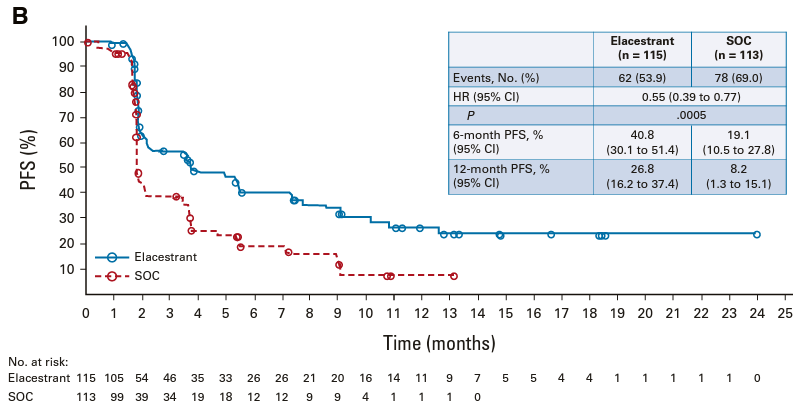 B
Elacestrant SOC
(n = 115) (n = 113)
Events, No. (%) 62 (53.9) 78 (69.0)
HR (95% CI) 0.55 (0.39 to 0.77)
P .0005
6-month PFS, % 40.8 19.1
(95% CI) (30.1 to 51.4) (10.5 to 27.8)
12-month PFS, % 26.8 8.2
(95% CI) (16.2 to 37.4) (1.3 to 15.1)
PFS (%)
100
90
80
70
60
50
40
30
20
10
Elacestrant
SOC
0 1 2 3 4 5 6 7 8 9 10 11 12 13 14 15 16 17 18 19 20 21 22 23 24 25
Time (months)
No. at risk:
Elacestrant 115 105 54 46 35 33 26 26 21 20 16 14 11 9 7 5 5 4 4 1 1 1 1 1 0
SOC 113 99 39 34 19 18 12 12 9 9 4 1 1 1 0